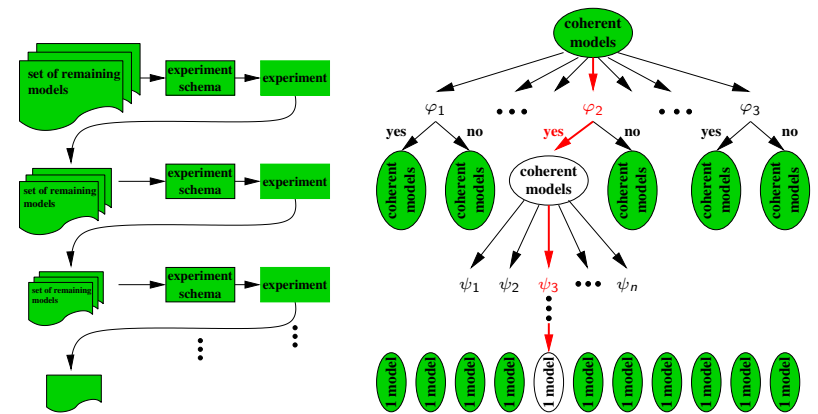 set of remaining
models
experiment
schema
experiment
set of remaining
models
experiment
schema
experiment
set of remaining
models
experiment
schema
experiment
coherent
models
φ1
φ2
φ3
yes
no
yes
no
yes
no
coherent
models
coherent
models
coherent
models
coherent
models
coherent
models
coherent
models
ψ1
ψ2
ψ3
ψn
1 model
1 model
1 model
1 model
1 model
1 model
1 model
1 model
1 model
1 model
1 model